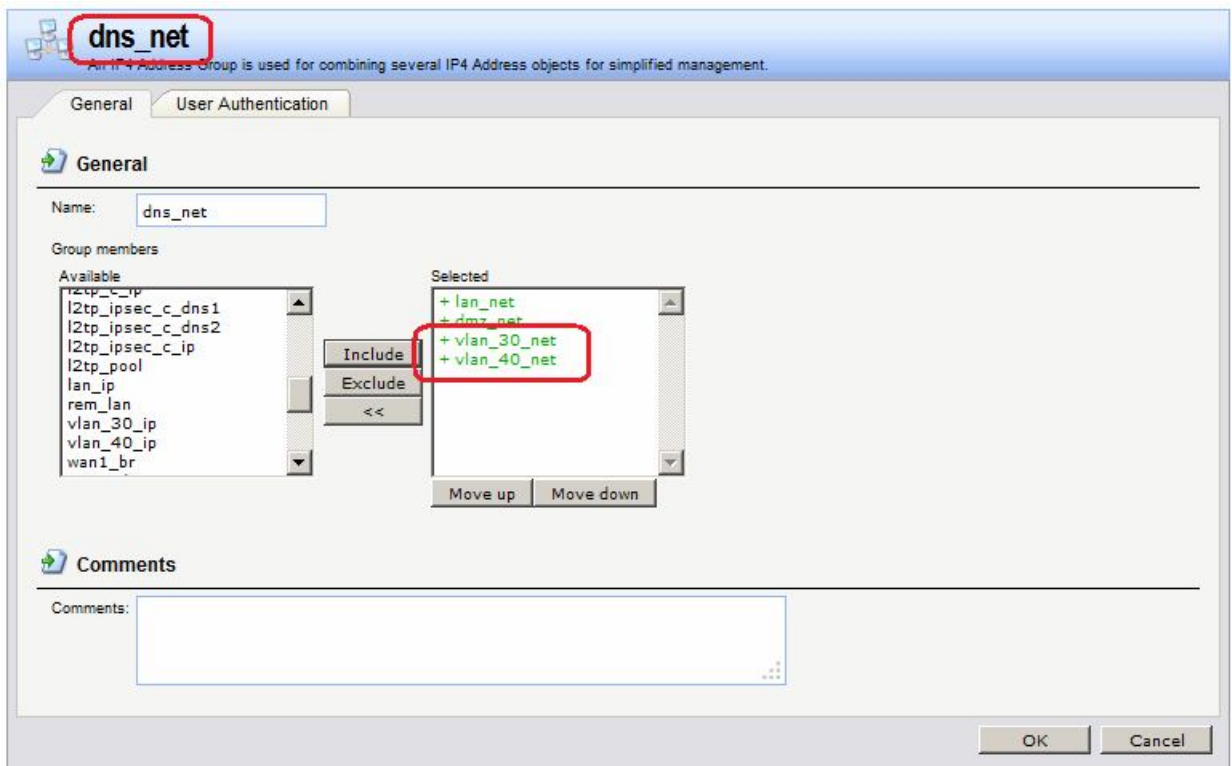 dns_net
An IP4 Address Group is used for combining several IP4 Address objects for simplified management.
General
User Authentication
General
Name:
dns_net
Group members
Available
l2tp_c_ip
l2tp_ipsec_c_dns1
l2tp_ipsec_c_dns2
l2tp_ipsec_c_ip
l2tp_pool
lan_ip
rem_lan
vlan_30_ip
vlan_40_ip
wan1_br
Include
Exclude
<<
Selected
+ lan_net
+ dmz_net
+ vlan_30_net
+ vlan_40_net
Move up
Move down
Comments
Comments:
OK
Cancel